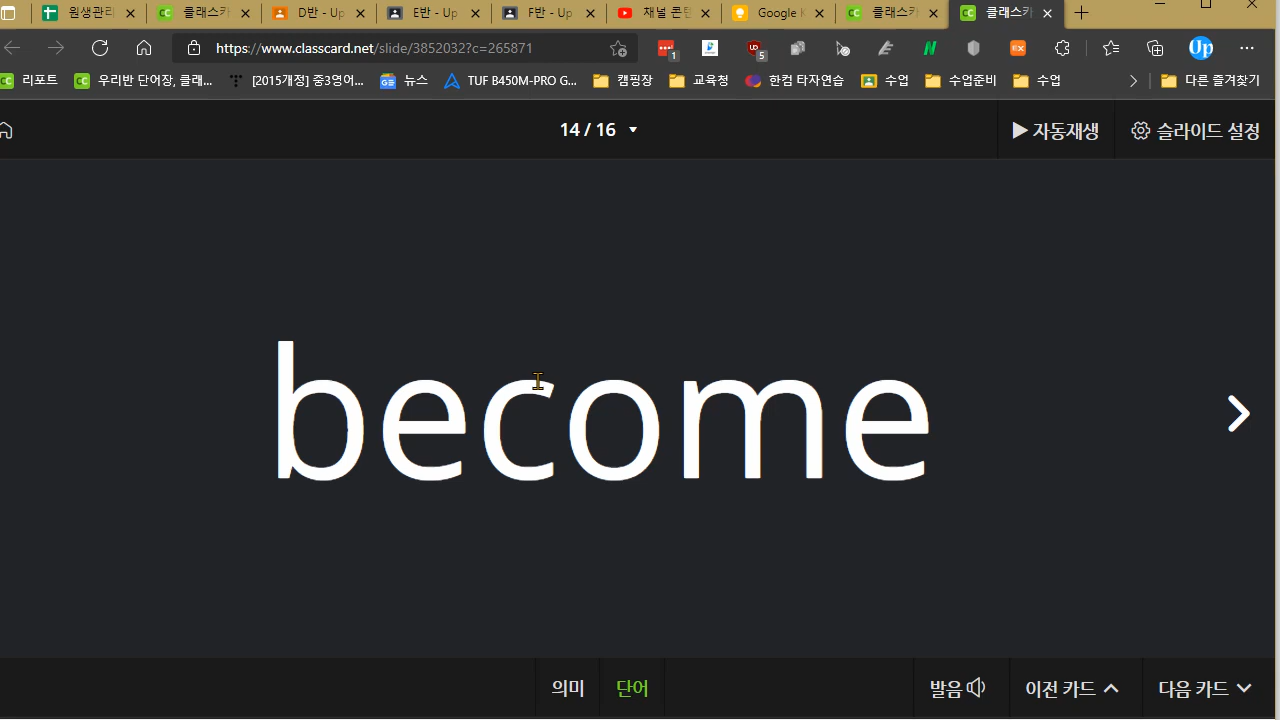 원생관리 클래스카 D반 - Up E반 - Up F반 - Up 채널 콘텐 Google K 클래스카 클래스카
https://www.classcard.net/slide/3852032?c=265871 1 UD 5 EX Up
리포트 우리반 단어장, 클래... [2015개정] 중3영어... 뉴스 TUF B450M-PRO G... 캠핑장 교육청 한컴 타자연습 수업 수업준비 수업 다른 즐겨찾기
14 / 16 자동재생 슬라이드 설정
become
의미 단어 발음 이전 카드 다음 카드